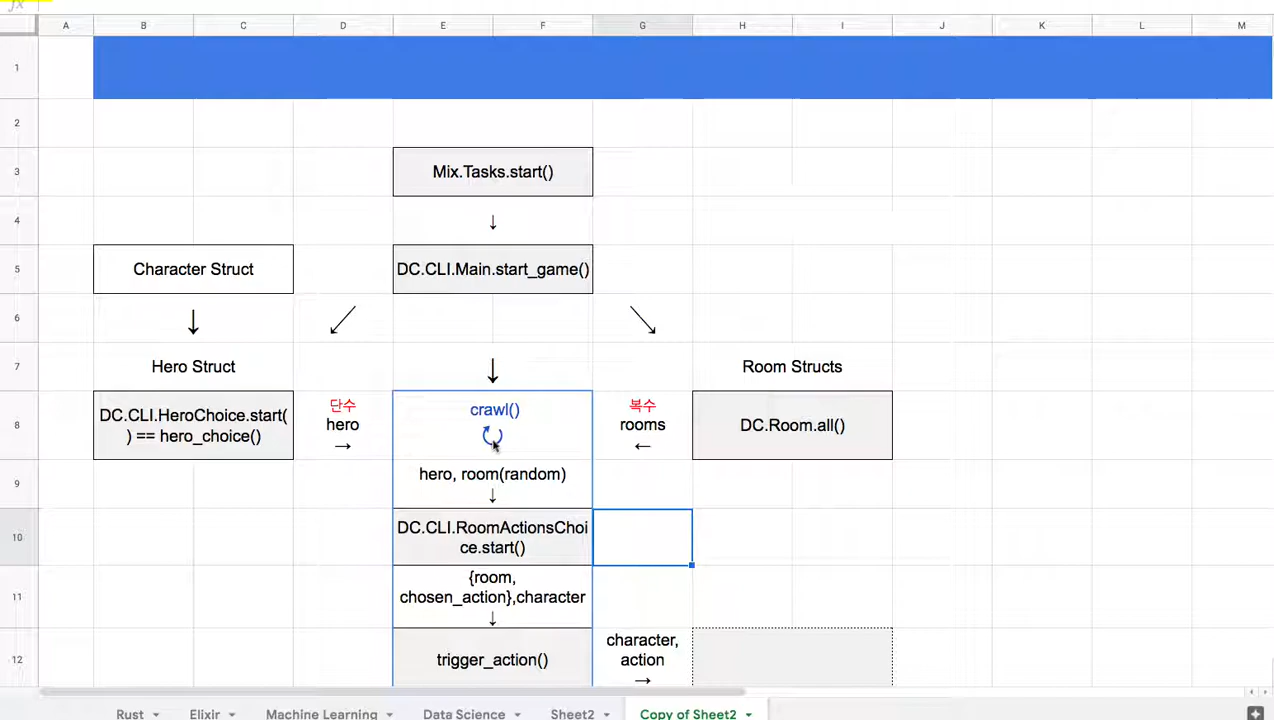 fx
A B C D E F G H I J K L M
1
2
3 Mix.Tasks.start()
4 ↓
5 Character Struct DC.CLI.Main.start_game()
6 ↓ ↙ ↘
7 Hero Struct ↓ Room Structs
8
DC.CLI.HeroChoice.start(
) == hero_choice()
단수
hero
→
crawl()
복수
rooms
←
DC.Room.all()
9
hero, room(random)
↓
10
DC.CLI.RoomActionsChoi
ce.start()
11
{room,
chosen_action},character
↓
12
trigger_action()
character,
action
→
Rust Elixir Machine Learning Data Science Sheet2 Copy of Sheet2